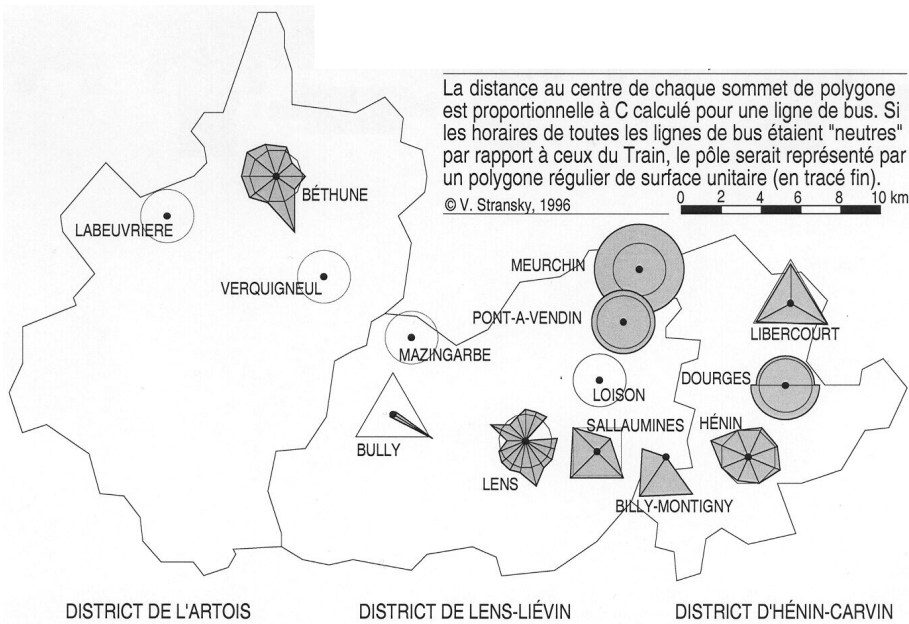 La distance au centre de chaque sommet de polygone
est proportionnelle à C calculé pour une ligne de bus. Si
les horaires de toutes les lignes de bus étaient "neutres"
par rapport à ceux du Train, le pôle serait représenté par
un polygone régulier de surface unitaire (en tracé fin).
© V. Stransky, 1996
0 2 4 6 8 10 km
BÉTHUNE
LABEUVRIERE
VERQUIGNEUL
MEURCHIN
PONT-A-VENDIN
LIBERCOURT
MAZINGARBE
DOURGES
LOISON
BULLY
SALLAUMINES
HÉNIN
LENS
BILLY-MONTIGNY
DISTRICT DE L'ARTOIS
DISTRICT DE LENS-LIÉVIN
DISTRICT D'HÉNIN-CARVIN